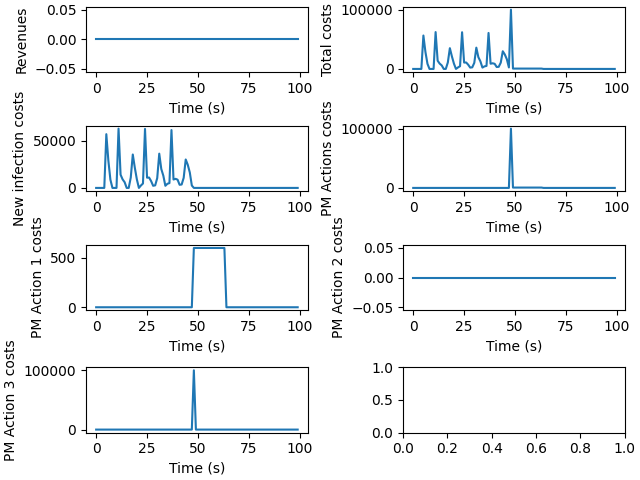 Revenues
0.05
0.00
−0.05
0 25 50 75 100
Time (s)
Total costs
100000
0
0 25 50 75 100
Time (s)
New infection costs
50000
0
0 25 50 75 100
Time (s)
PM Actions costs
100000
0
0 25 50 75 100
Time (s)
PM Action 1 costs
500
0
0 25 50 75 100
Time (s)
PM Action 2 costs
0.05
0.00
−0.05
0 25 50 75 100
Time (s)
PM Action 3 costs
100000
0
0 25 50 75 100
Time (s)
1.0
0.5
0.0
0.0 0.2 0.4 0.6 0.8 1.0